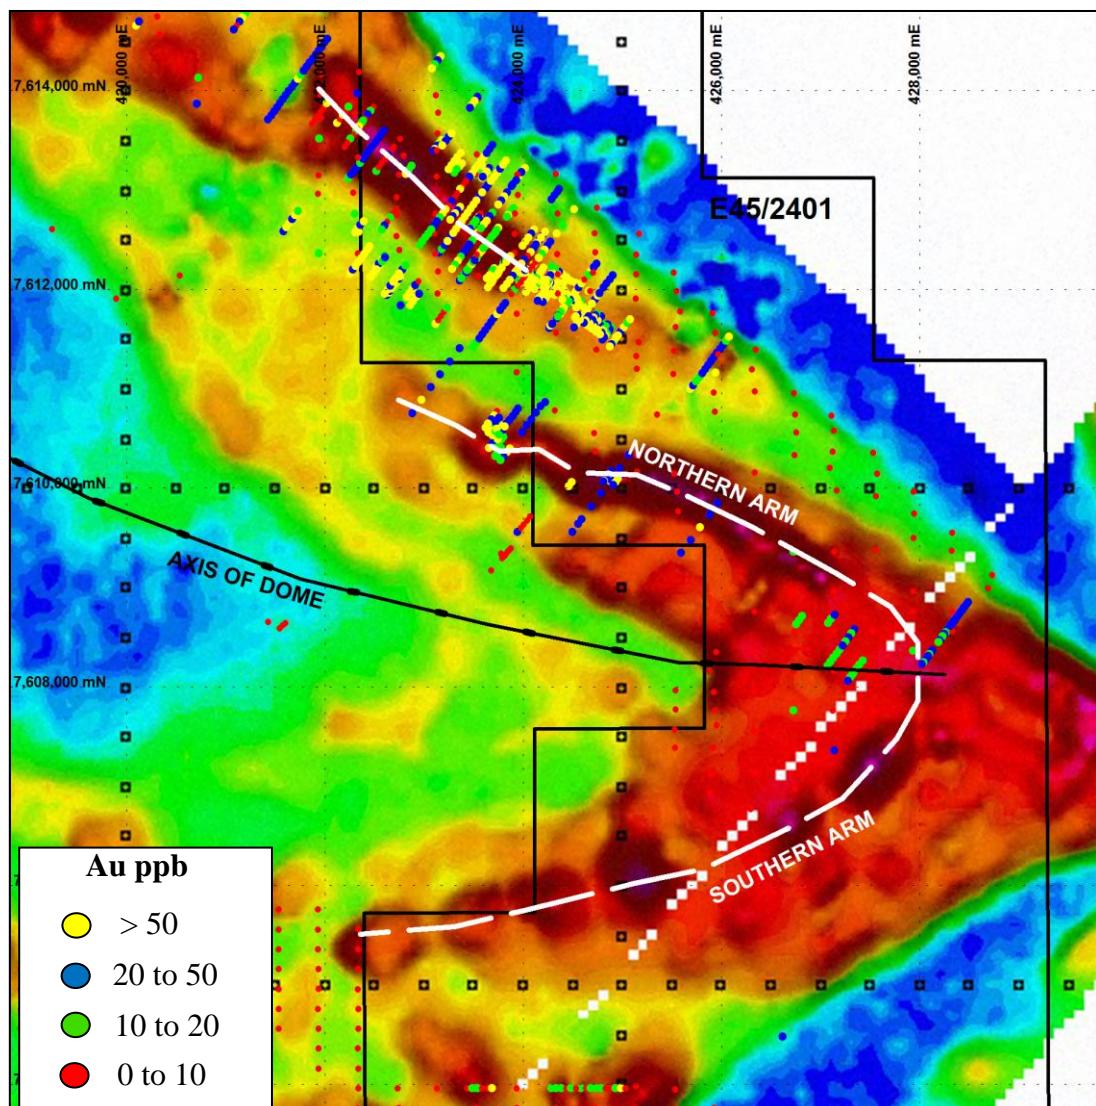 420,000 mE
422,000 mE
424,000 mE
426,000 mE
428,000 mE
7,614,000 mN
E45/2401
7,612,000 mN
NORTHERN ARM
7,610,000 mN
AXIS OF DOME
7,608,000 mN
SOUTHERN ARM
Au ppb
> 50
20 to 50
10 to 20
0 to 10